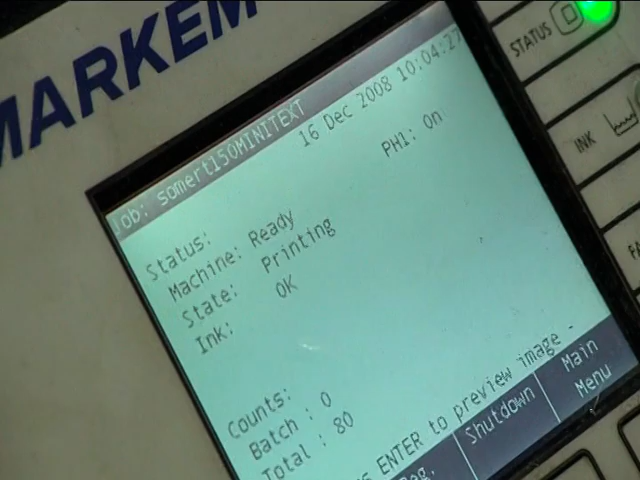 MARKEM
STATUS
Job: somert150MINITEXT
16 Dec 2008 10:04:27
INK
PH1: On
Status:
Machine: Ready
State: Printing
Ink: OK
Counts:
Batch : 0
Total : 80
ENTER to preview image
Shutdown
Main
Menu